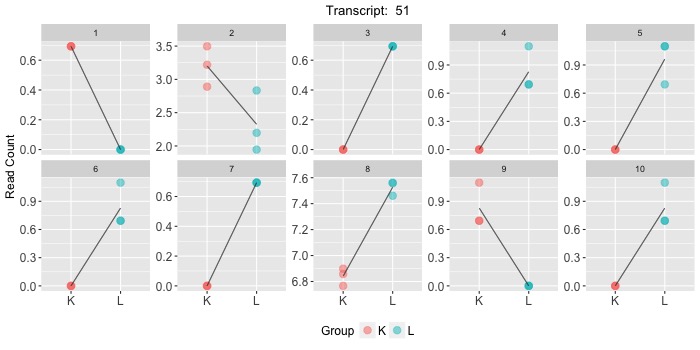 Transcript: 51
1 2 3 4 5
0.6 0.4 0.2 0.0
3.5 3.0 2.5 2.0
0.6 0.4 0.2 0.0
0.9 0.6 0.3 0.0
0.9 0.6 0.3 0.0
Read Count
6 7 8 9 10
0.9 0.6 0.3 0.0
0.6 0.4 0.2 0.0
7.6 7.4 7.2 7.0 6.8
0.9 0.6 0.3 0.0
0.9 0.6 0.3 0.0
K L K L K L K L K L
Group K L